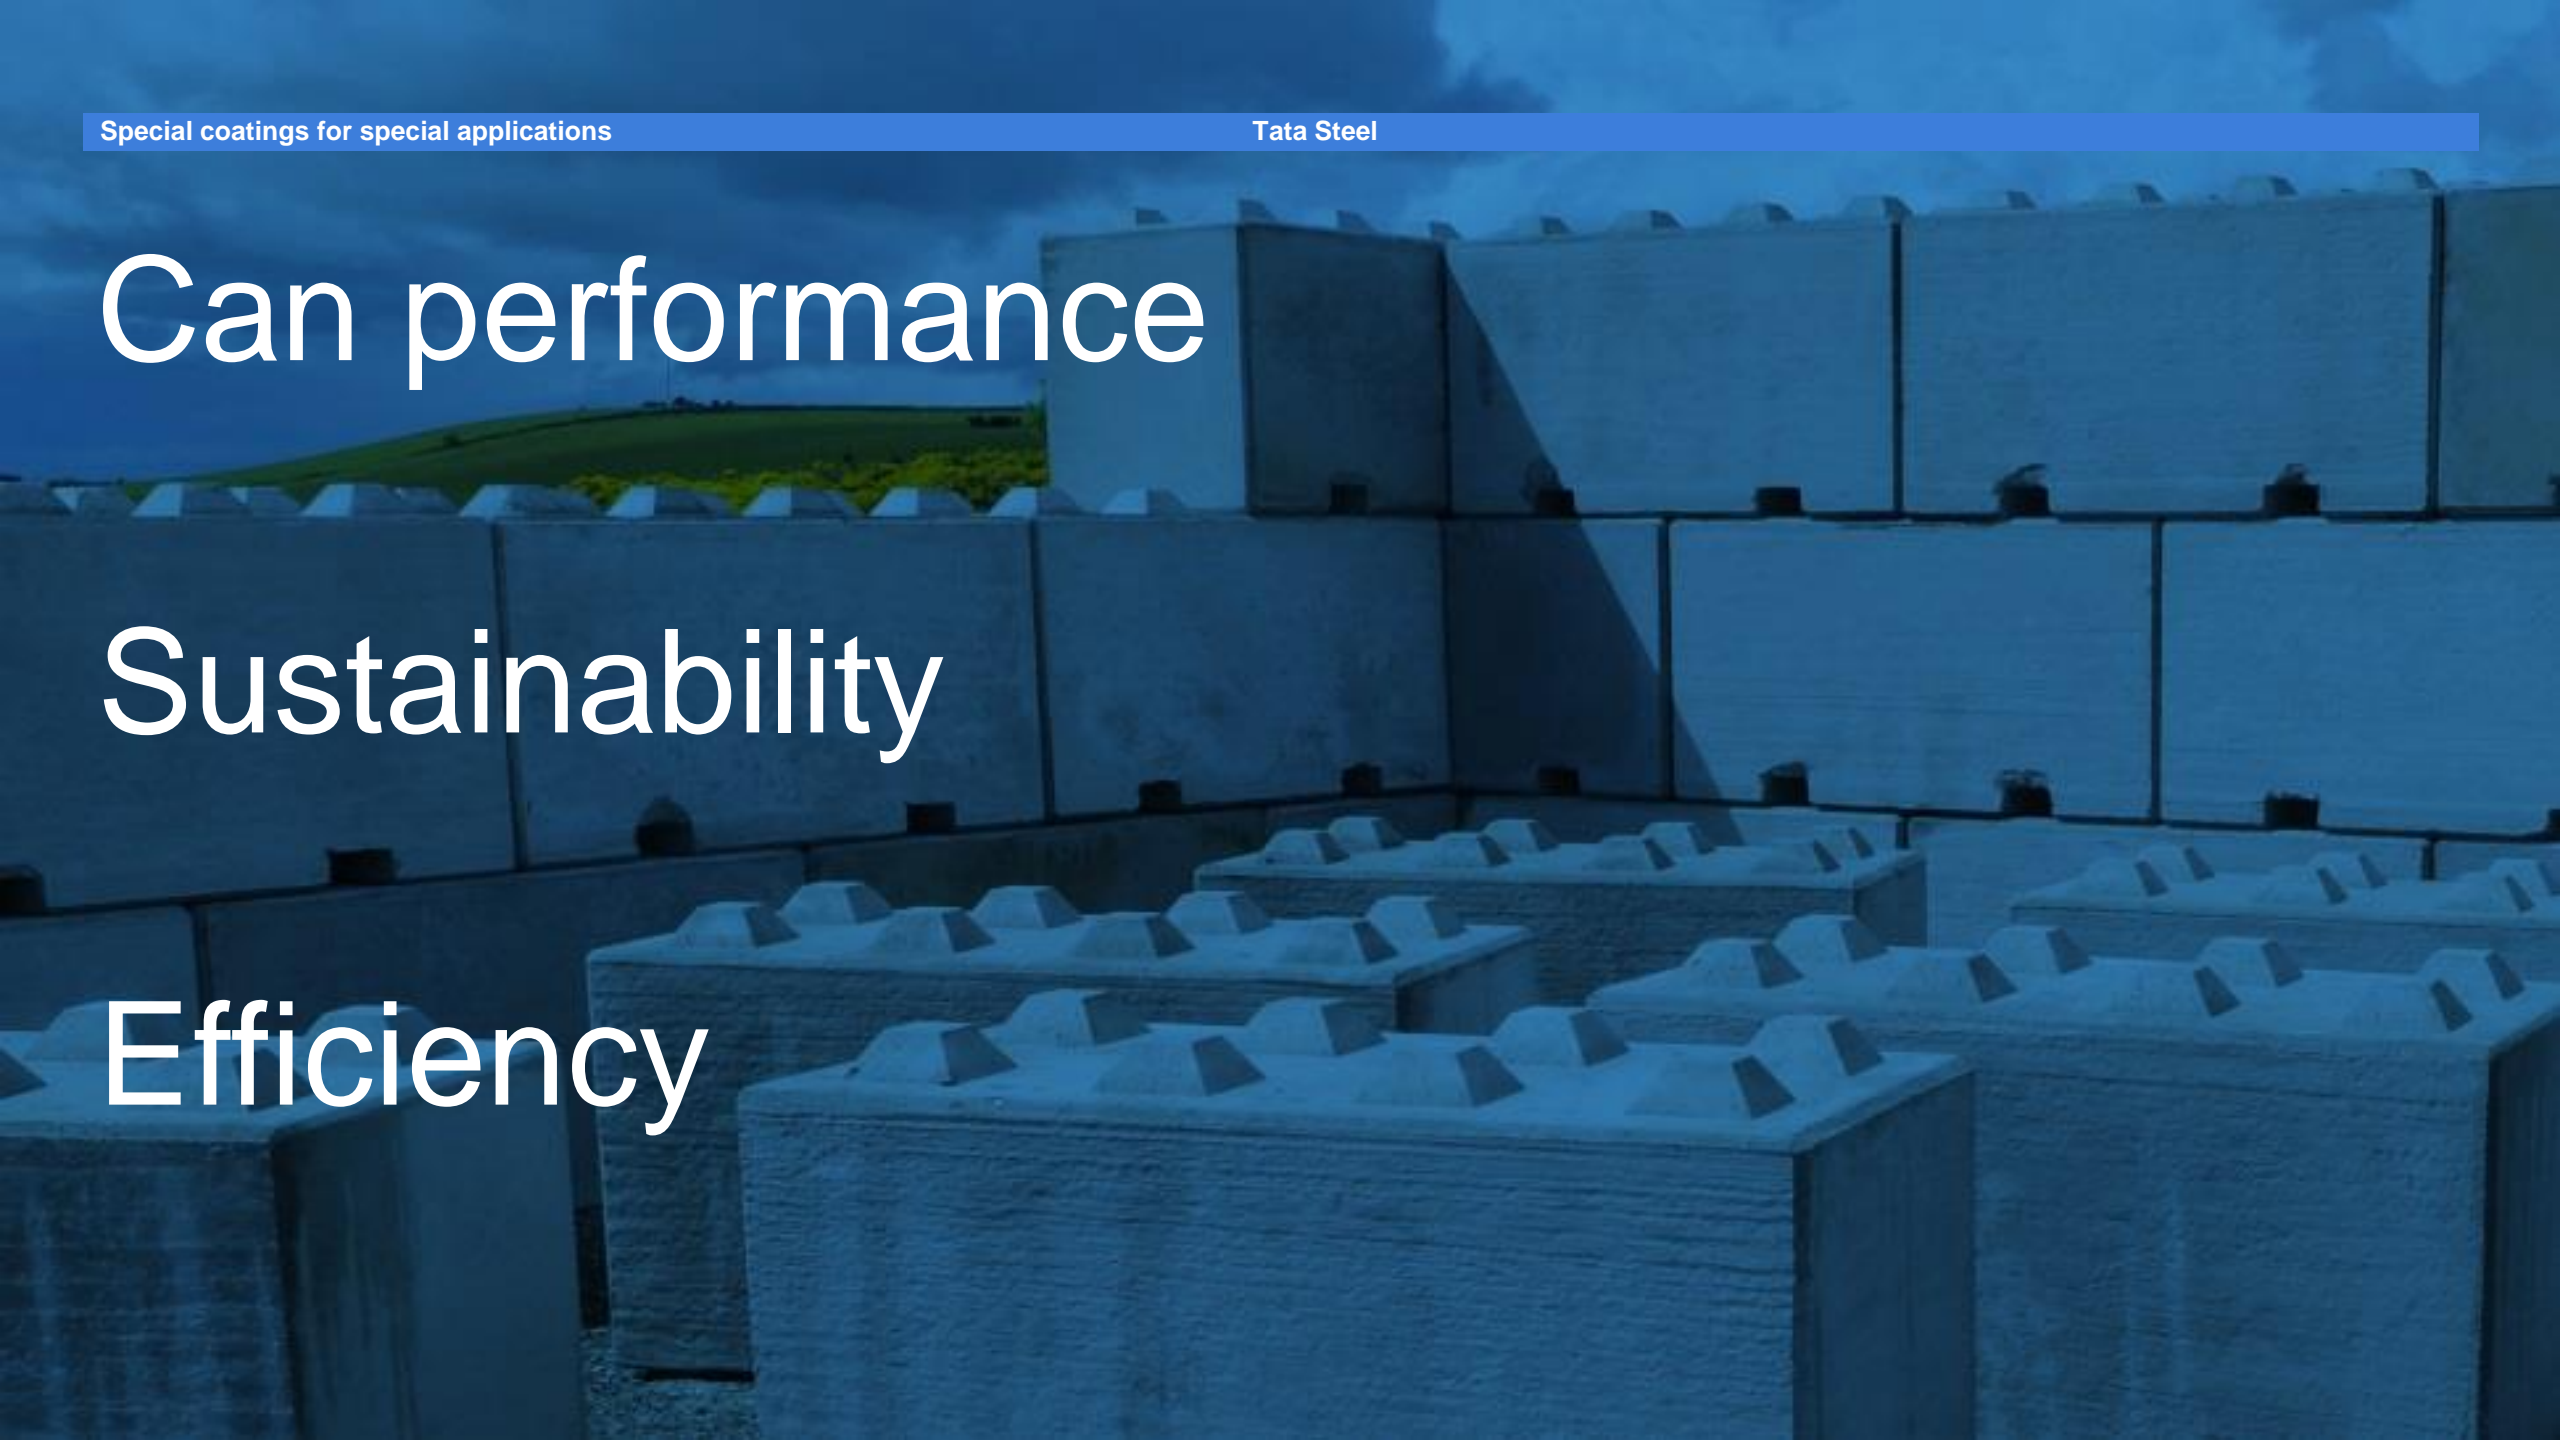 Special coatings for special applications Tata Steel
Can performance
Sustainability
Efficiency